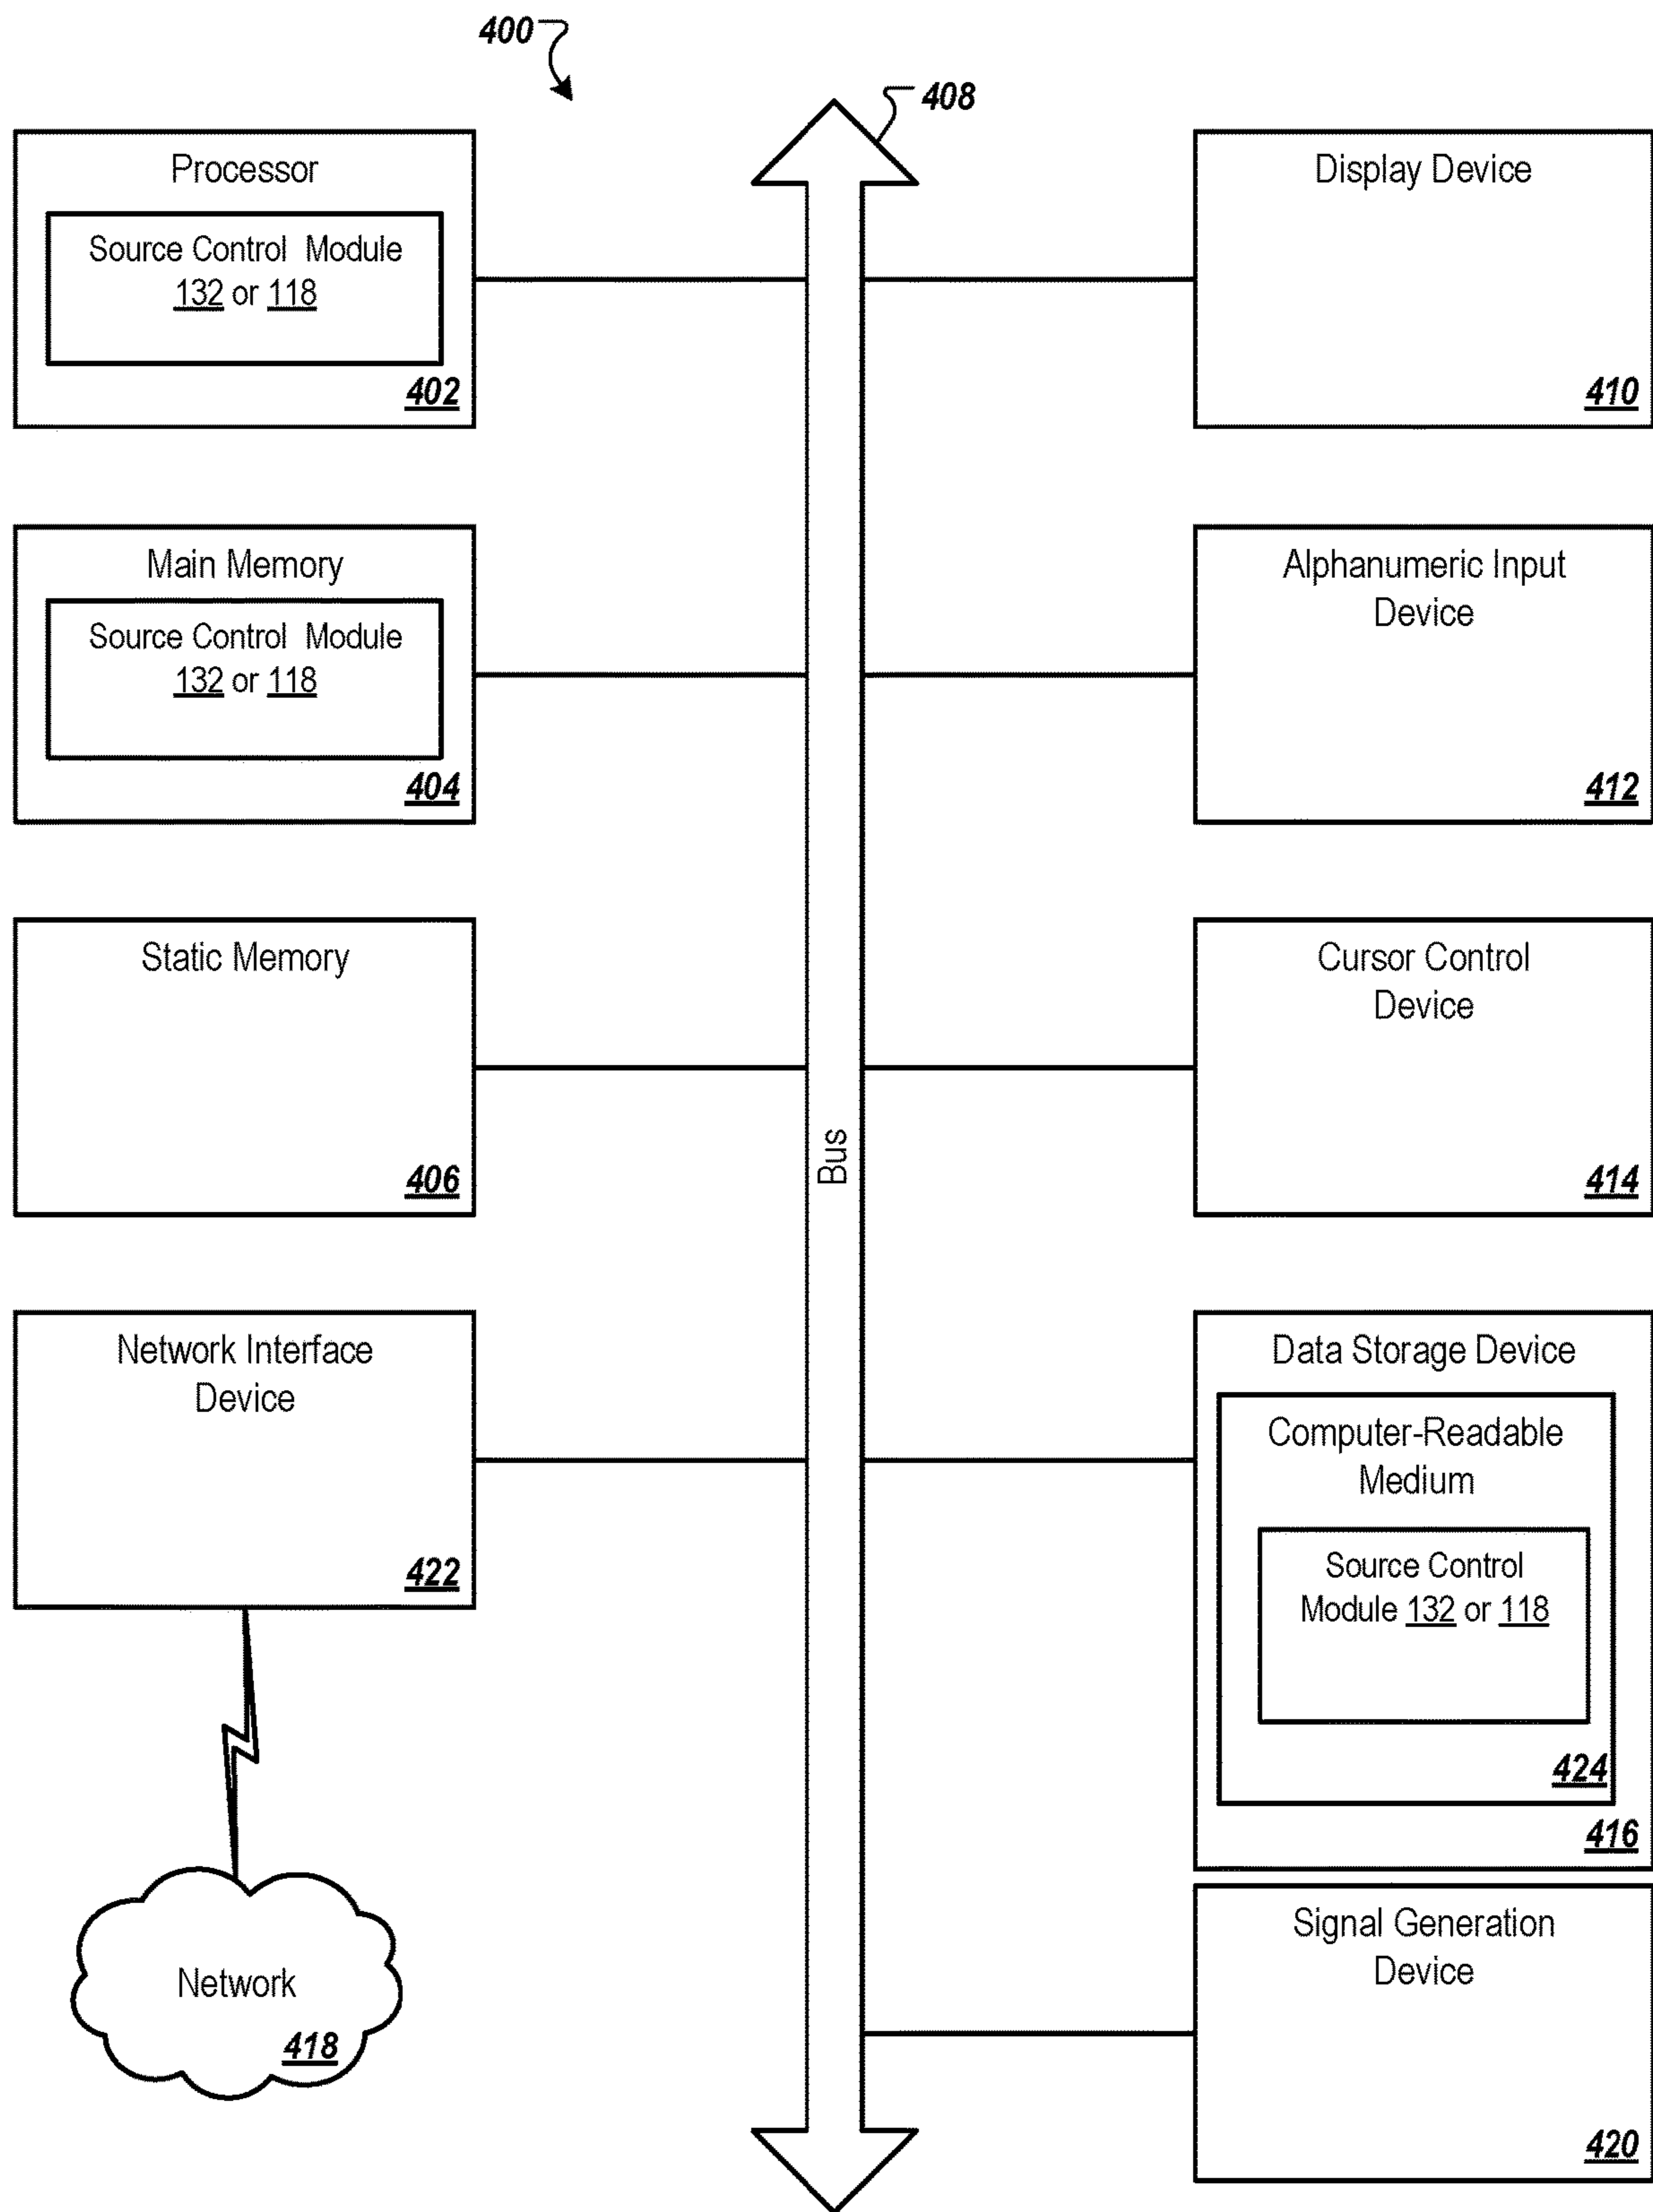 400
408
Processor
Source Control Module
132 or 118
402
Display Device
410
Main Memory
Source Control Module
132 or 118
404
Alphanumeric Input
Device
412
Static Memory
406
Cursor Control
Device
414
Bus
Network Interface
Device
422
Data Storage Device
Computer-Readable
Medium
Source Control
Module 132 or 118
424
416
Network
418
Signal Generation
Device
420